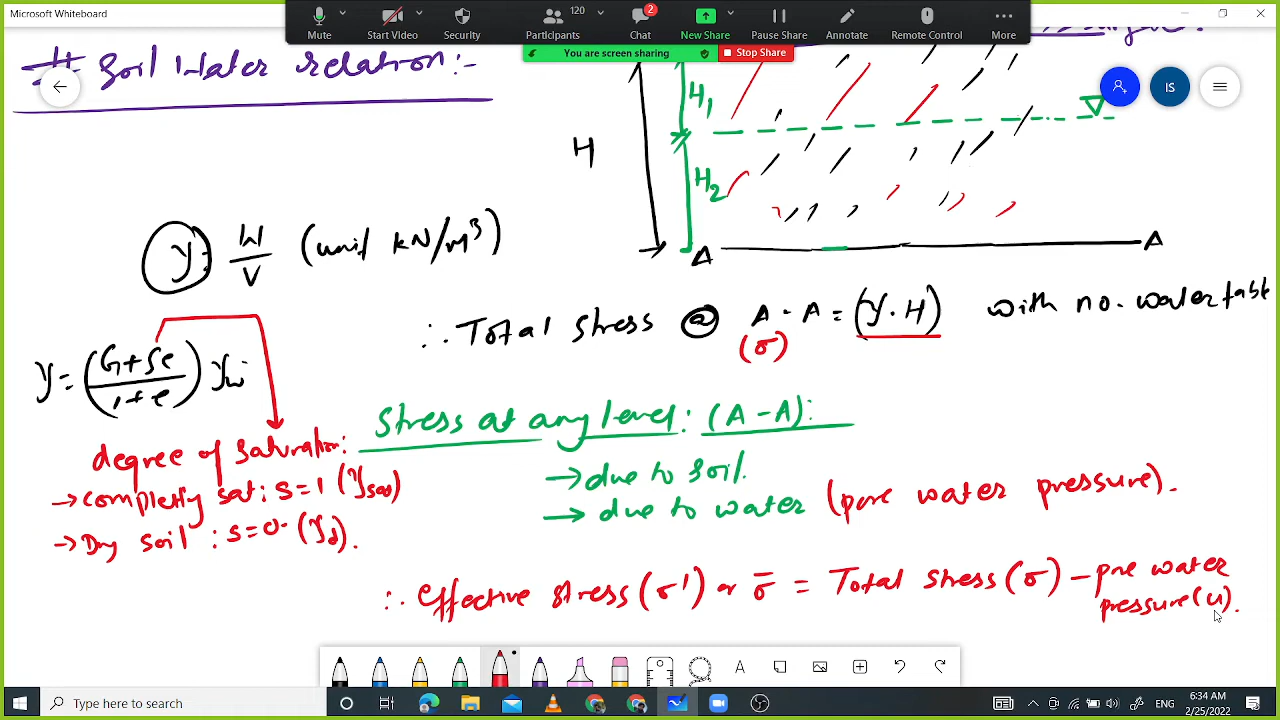 Microsoft Whiteboard
Mute
Start Video
Security
120
Participants
2
Chat
New Share
Pause Share
Annotate
Remote Control
More
You are screen sharing
Stop Share
# Soil Water relation:-
IS
H1
H
H2
A
A
γ = W/V (unit kN/m³)
∴ Total stress @ A - A = (γ · H) with no. water table
(σ)
γ = (G+Se / 1+e) γw
Stress at any level: (A - A):
degree of saturation:
→ due to soil.
→ completly sat: s=1 (γsat)
→ due to water (pore water pressure).
→ Dry soil : s=0. (γd).
∴ Effective stress (σ') or σ̄ = Total stress (σ) - pore water
pressure (u).
A
Type here to search
ENG
6:34 AM
2/25/2022